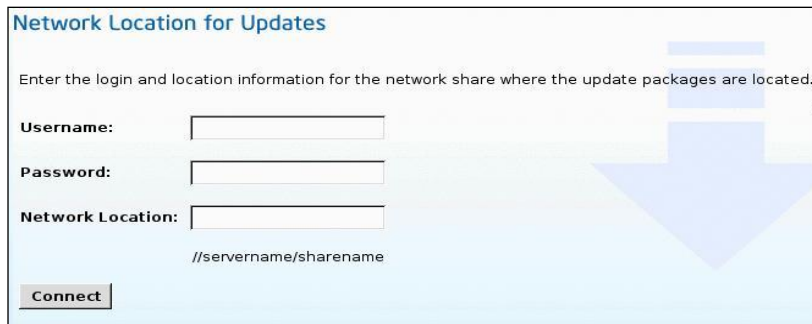 Network Location for Updates
Enter the login and location information for the network share where the update packages are located.
Username:
Password:
Network Location:
//servername/sharename
Connect